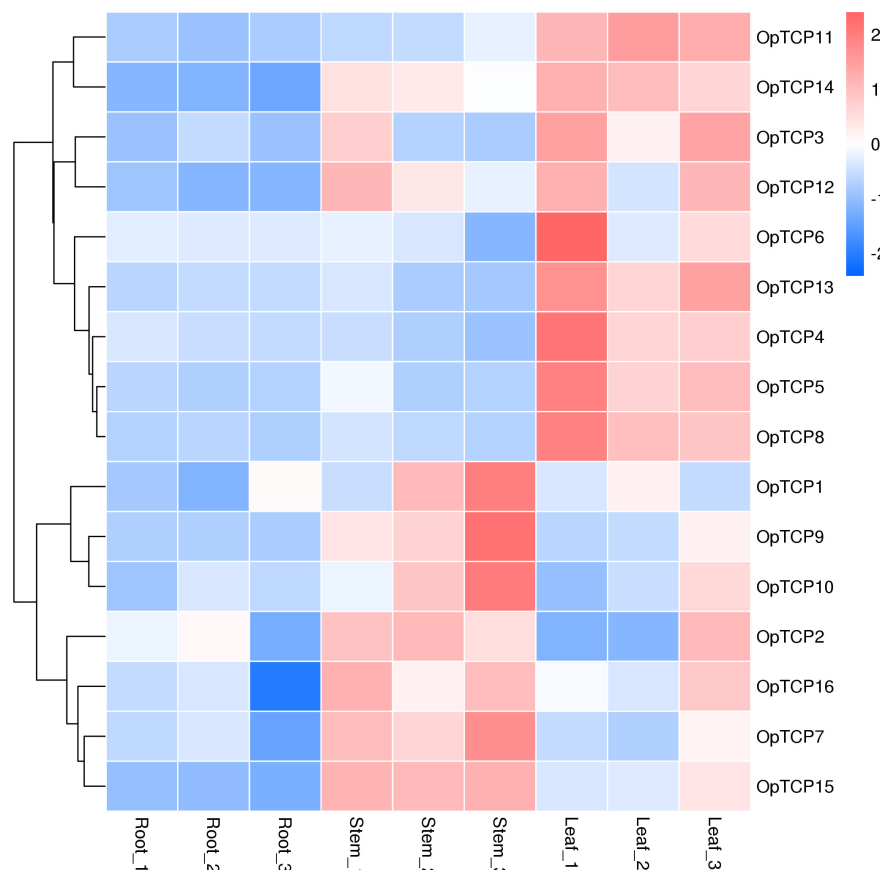 OpTCP11
OpTCP14
OpTCP3
OpTCP12
OpTCP6
OpTCP13
OpTCP4
OpTCP5
OpTCP8
OpTCP1
OpTCP9
OpTCP10
OpTCP2
OpTCP16
OpTCP7
OpTCP15
2
1
0
Root_1
Root_2
Root_3
Stem_
Stem_
Stem_
Leaf_1
Leaf_2
Leaf_3